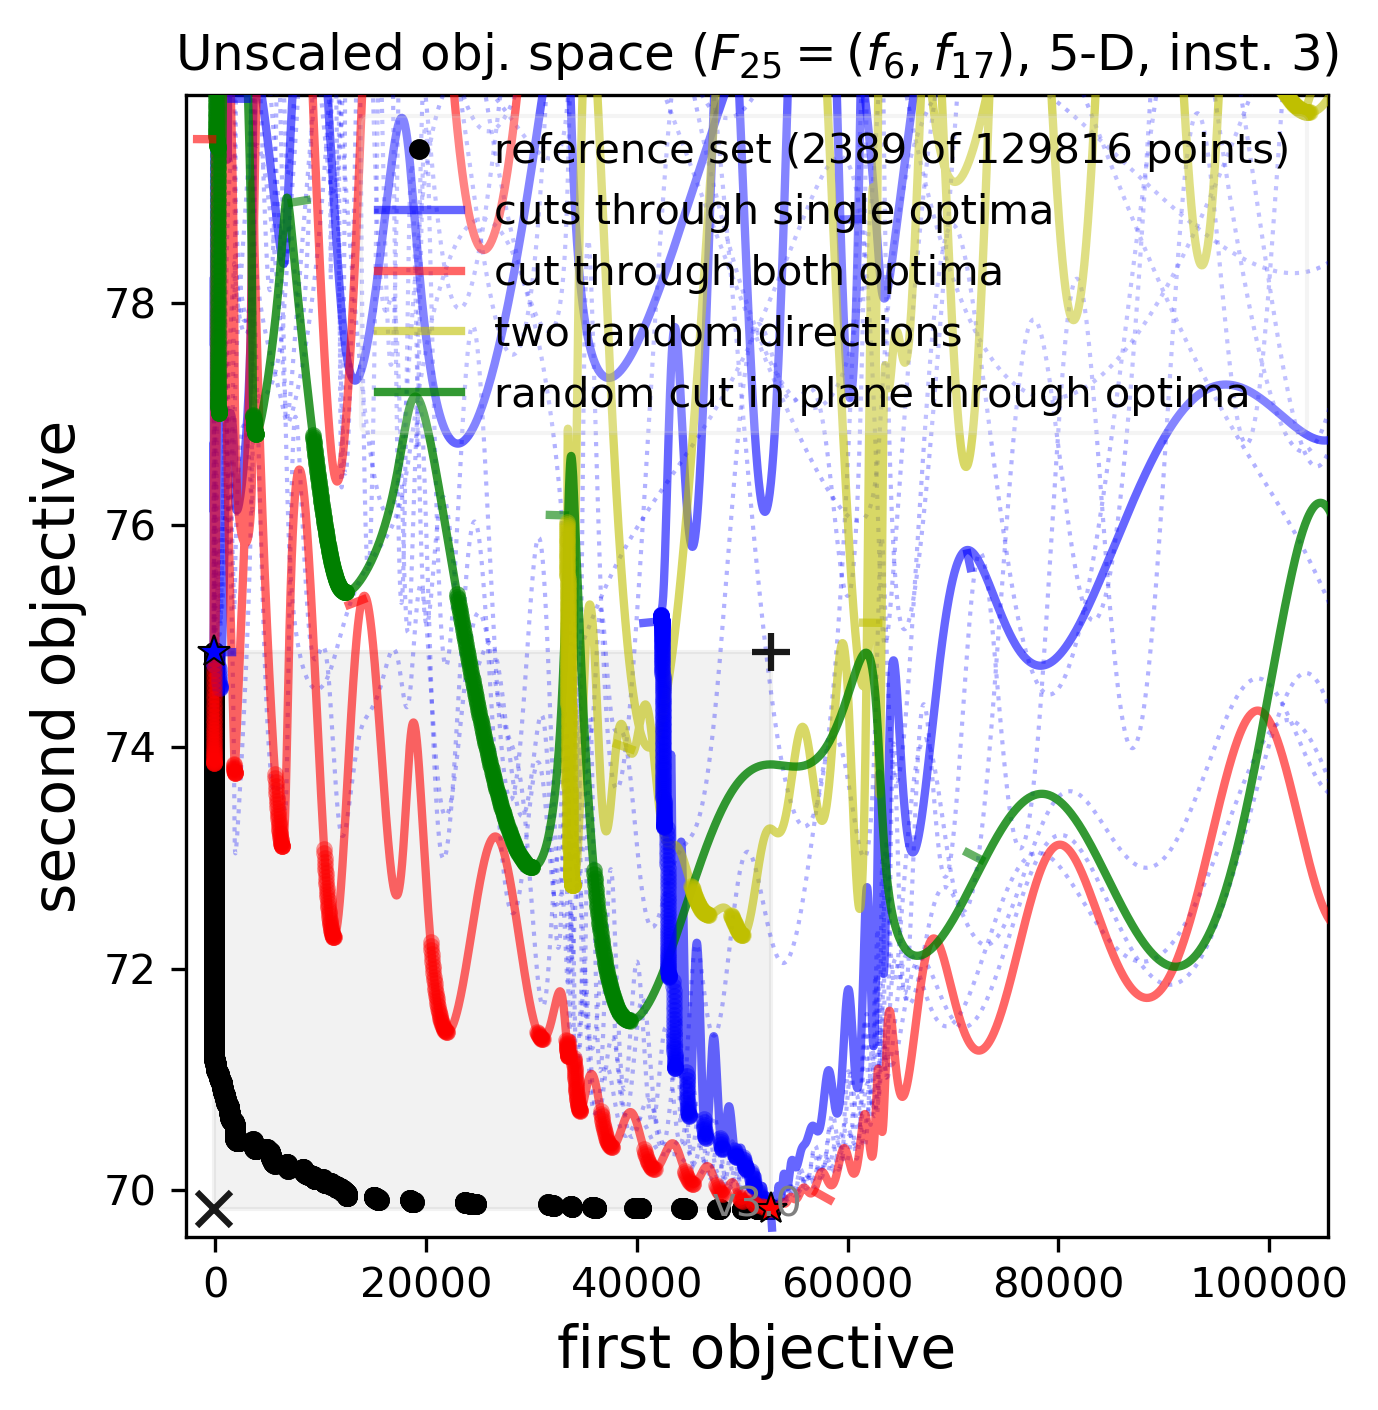 Unscaled obj. space (F₂₅ = (f₆, f₁₇), 5-D, inst. 3)
reference set (2389 of 129816 points)
cuts through single optima
cut through both optima
two random directions
random cut in plane through optima
78
76
74
72
70
second objective
v3.0
0 20000 40000 60000 80000 100000
first objective